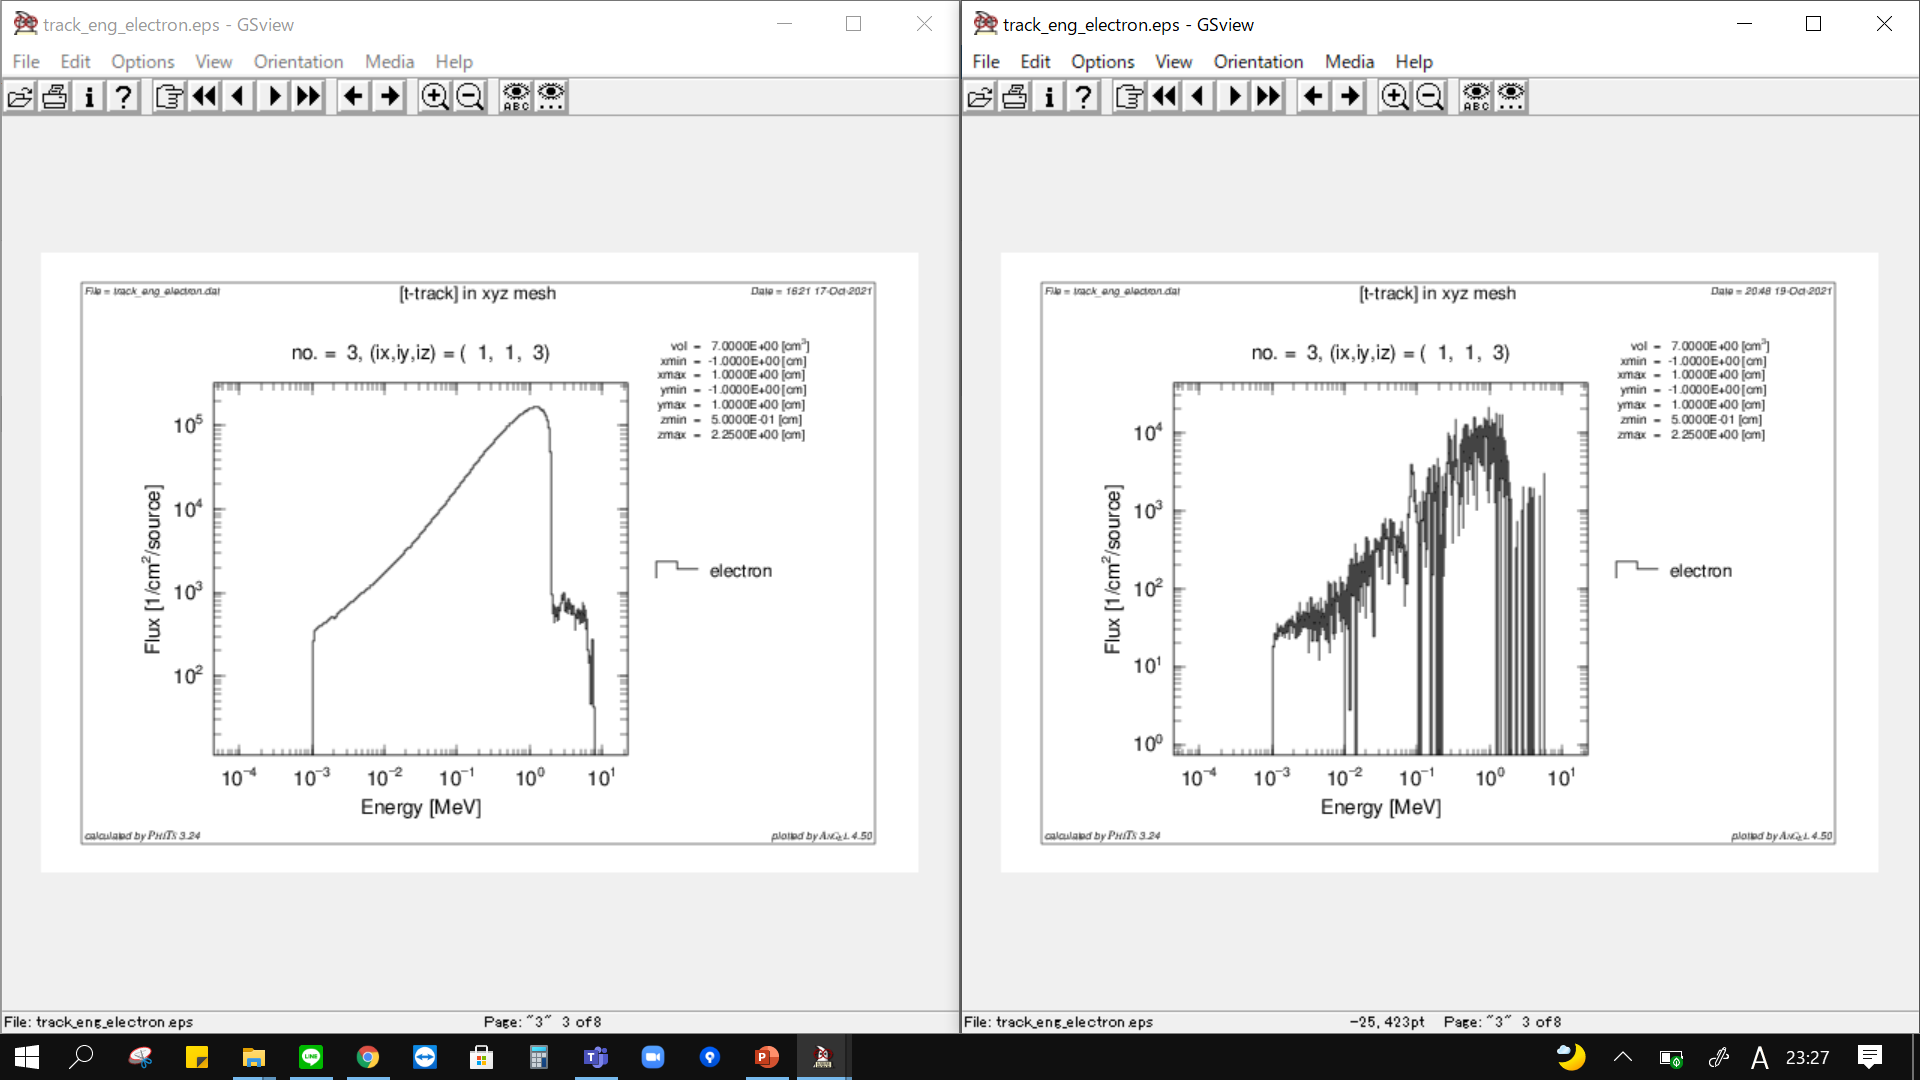 track_eng_electron.eps - GSview
File Edit Options View Orientation Media Help
File = track_eng_electron.dat
[t-track] in xyz mesh
Date = 16:21 17-Oct-2021
no. = 3, (ix,iy,iz) = ( 1, 1, 3)
vol = 7.0000E+00 [cm³]
xmin = -1.0000E+00 [cm]
xmax = 1.0000E+00 [cm]
ymin = -1.0000E+00 [cm]
ymax = 1.0000E+00 [cm]
zmin = 5.0000E-01 [cm]
zmax = 2.2500E+00 [cm]
10⁵
10⁴
10³
10²
Flux [1/cm²/source]
electron
10⁻⁴ 10⁻³ 10⁻² 10⁻¹ 10⁰ 10¹
Energy [MeV]
calculated by PHITS 3.24
plotted by ANGEL 4.50
File: track_eng_electron.eps
Page: "3" 3 of 8
track_eng_electron.eps - GSview
File Edit Options View Orientation Media Help
File = track_eng_electron.dat
[t-track] in xyz mesh
Date = 20:48 19-Oct-2021
no. = 3, (ix,iy,iz) = ( 1, 1, 3)
vol = 7.0000E+00 [cm³]
xmin = -1.0000E+00 [cm]
xmax = 1.0000E+00 [cm]
ymin = -1.0000E+00 [cm]
ymax = 1.0000E+00 [cm]
zmin = 5.0000E-01 [cm]
zmax = 2.2500E+00 [cm]
10⁴
10³
10²
10¹
10⁰
Flux [1/cm²/source]
electron
10⁻⁴ 10⁻³ 10⁻² 10⁻¹ 10⁰ 10¹
Energy [MeV]
calculated by PHITS 3.24
plotted by ANGEL 4.50
File: track_eng_electron.eps
-25, 423pt Page: "3" 3 of 8
A 23:27